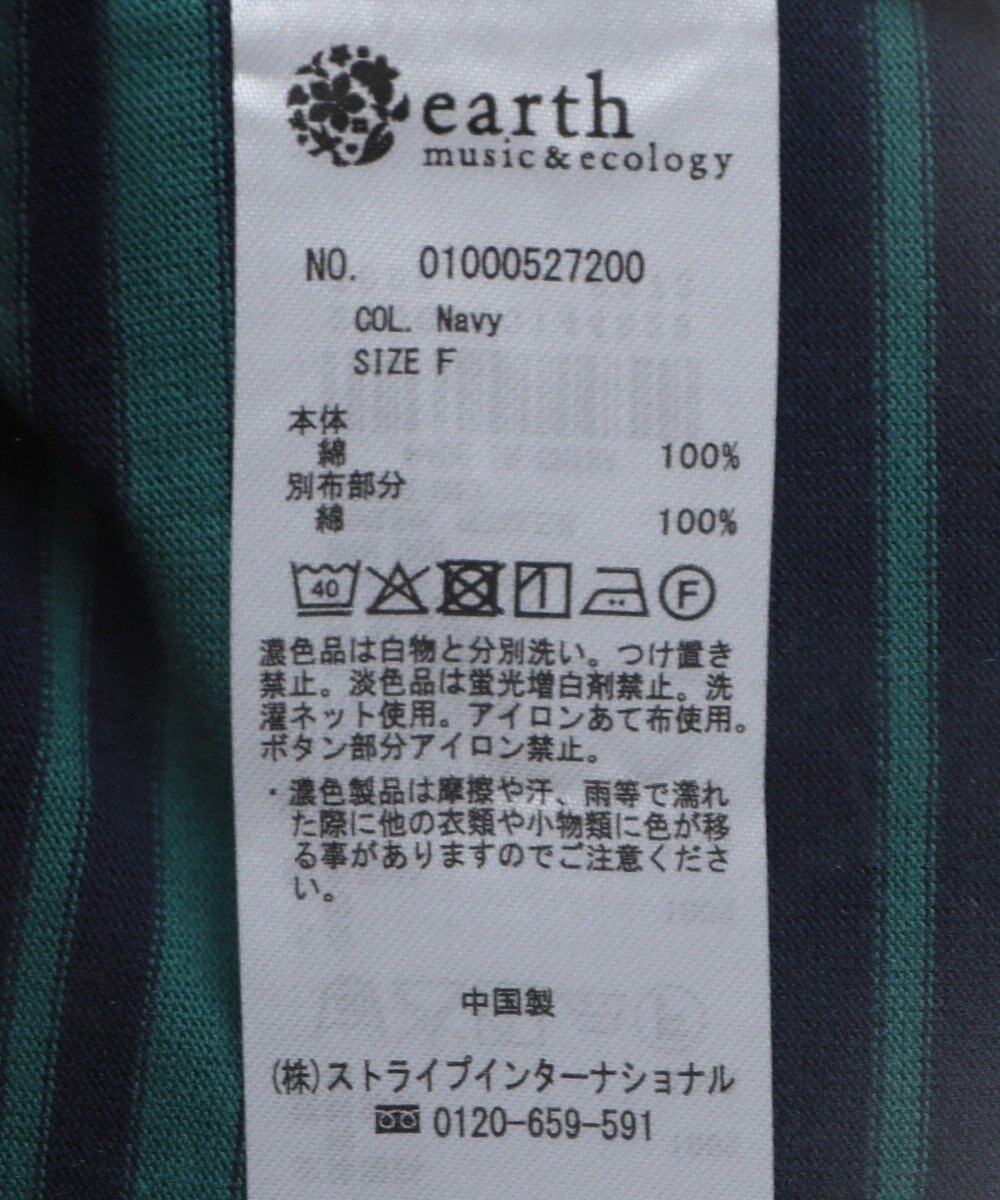 earth
music&ecology
NO. 01000527200
COL. Navy
SIZE F
本体
綿 100%
別布部分
綿 100%
40 F
濃色品は白物と分別洗い。つけ置き
禁止。淡色品は蛍光増白剤禁止。洗
濯ネット使用。アイロンあて布使用。
ボタン部分アイロン禁止。
・濃色製品は摩擦や汗、雨等で濡れ
た際に他の衣類や小物類に色が移
る事がありますのでご注意くださ
い。
中国製
(株)ストライプインターナショナル
0120-659-591